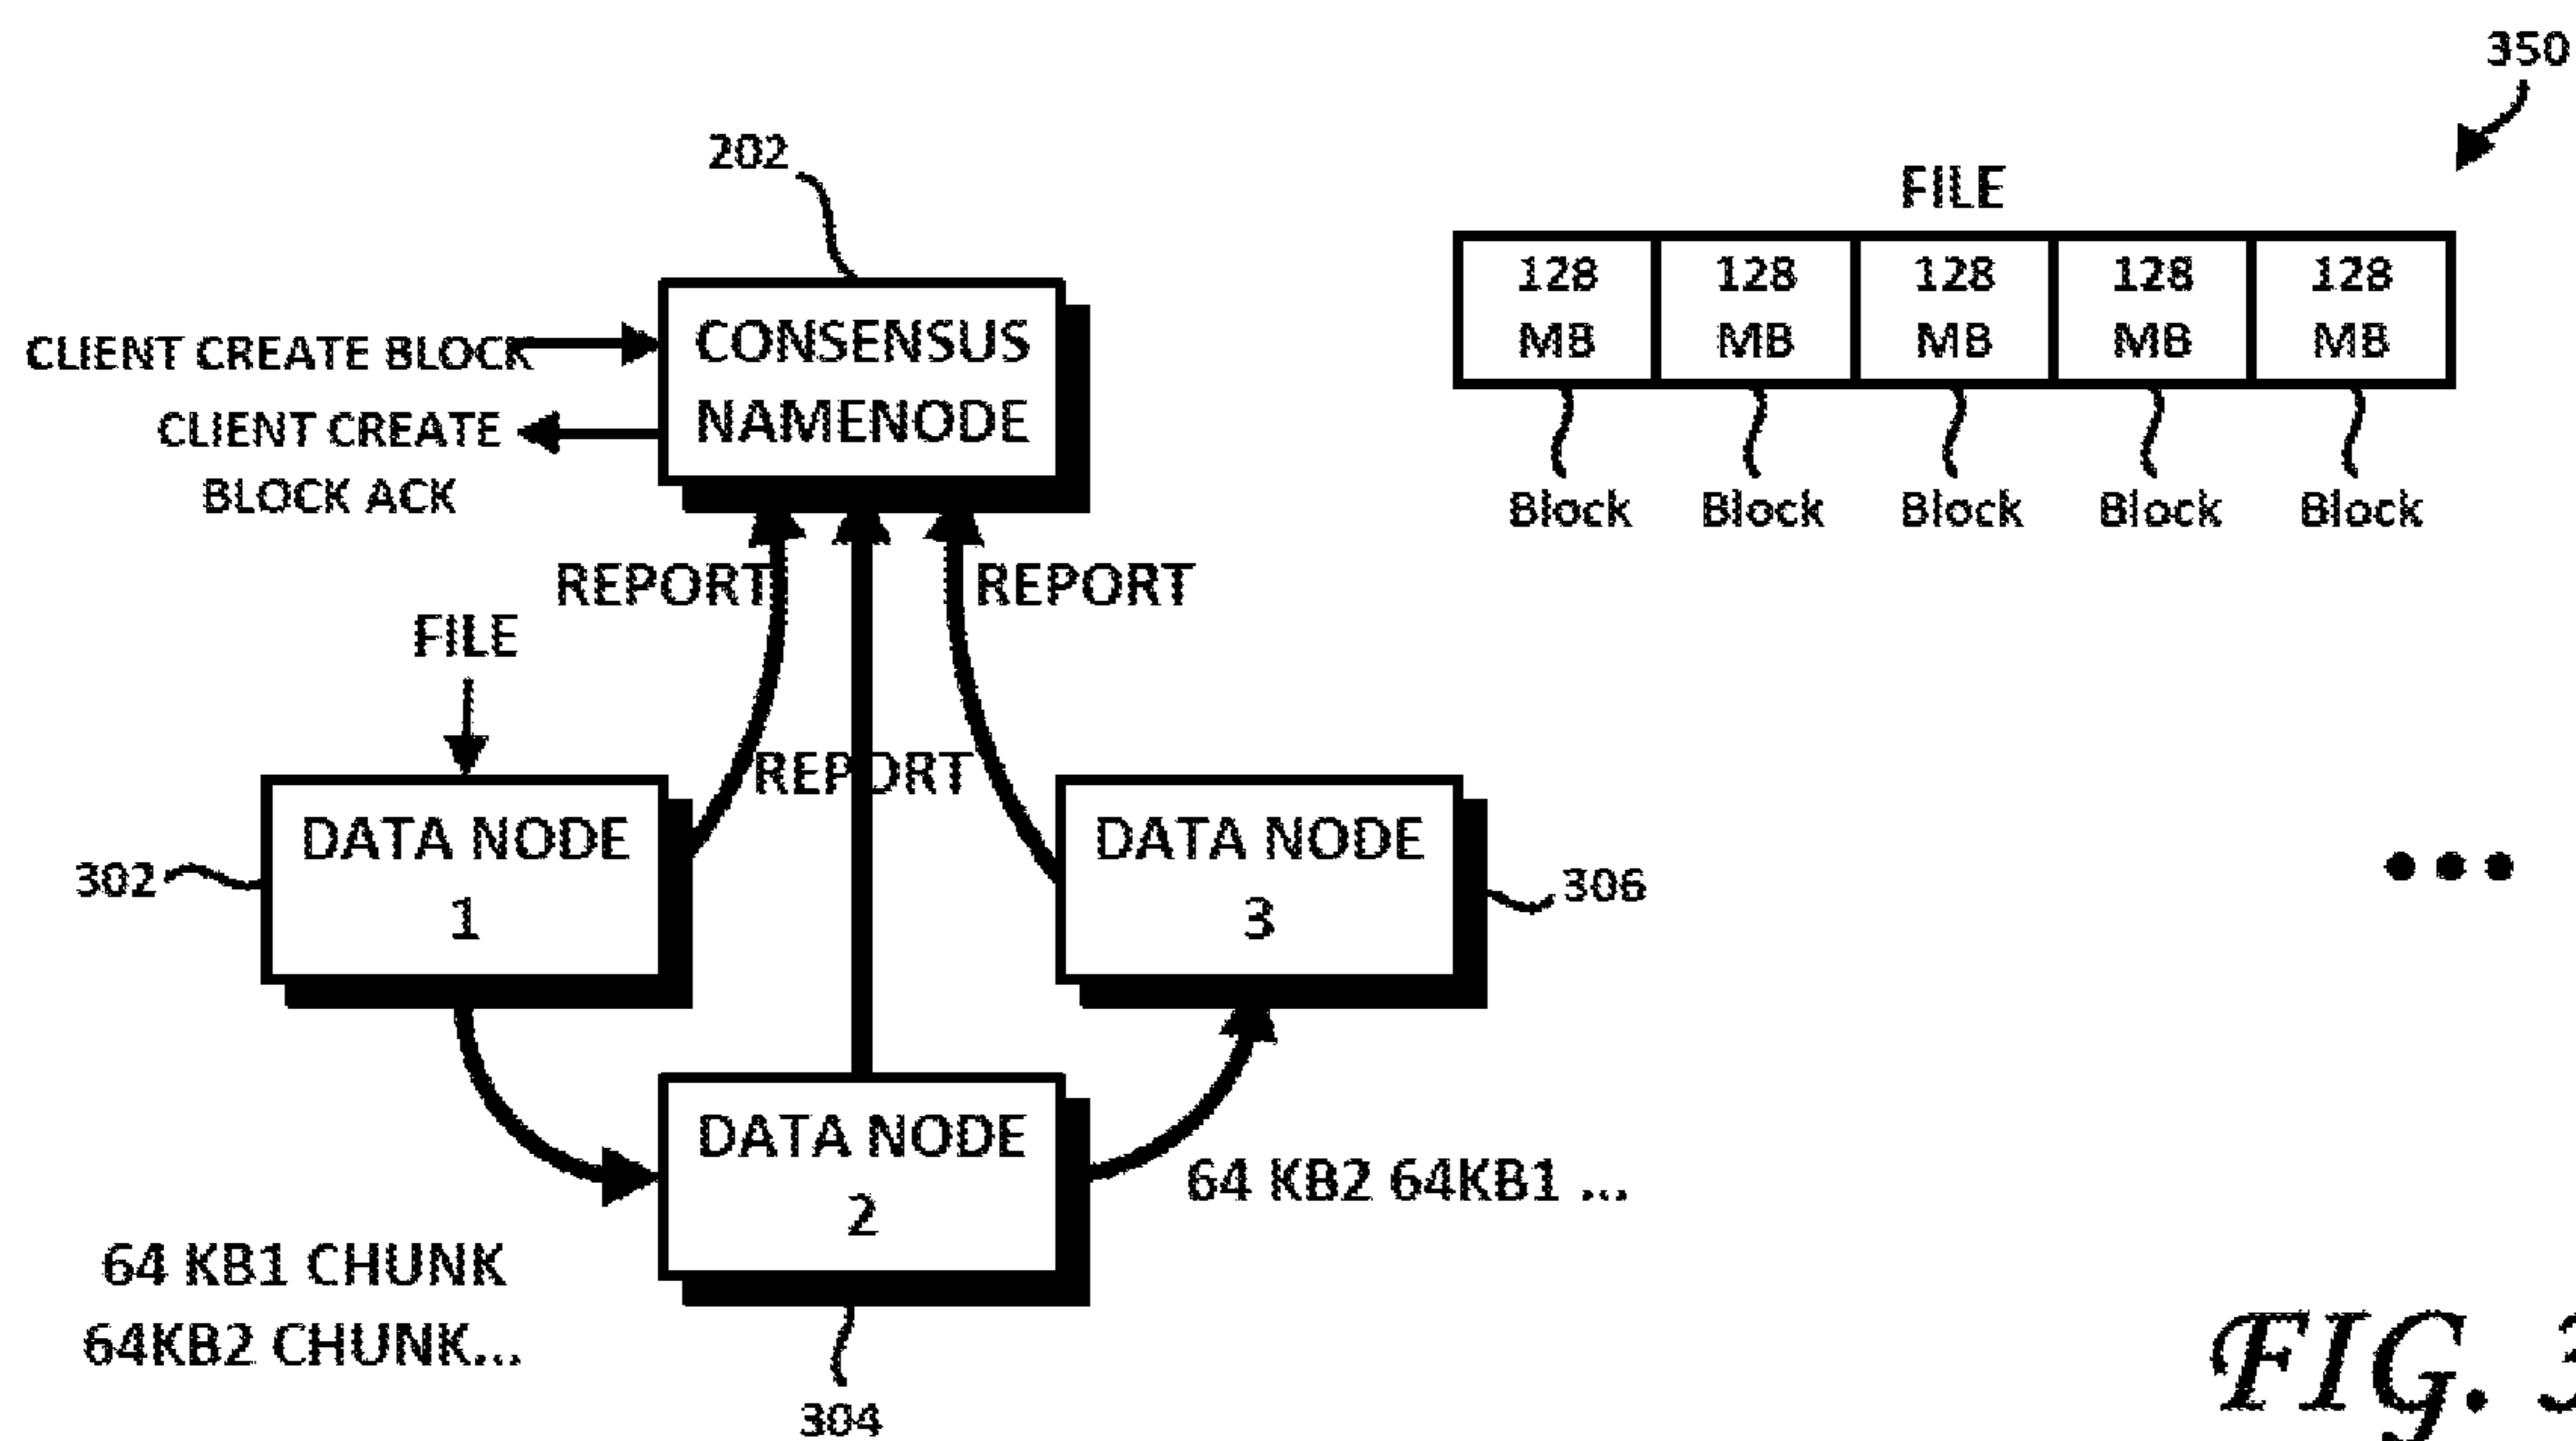 350
202
FILE
128 MB
128 MB
128 MB
128 MB
128 MB
Block
Block
Block
Block
Block
CLIENT CREATE BLOCK
CLIENT CREATE
BLOCK ACK
CONSENSUS
NAMENODE
REPORT
REPORT
REPORT
FILE
DATA NODE
1
302
DATA NODE
3
306
•••
DATA NODE
2
304
64 KB1 CHUNK
64KB2 CHUNK...
64 KB2 64KB1 ...
FIG. 3